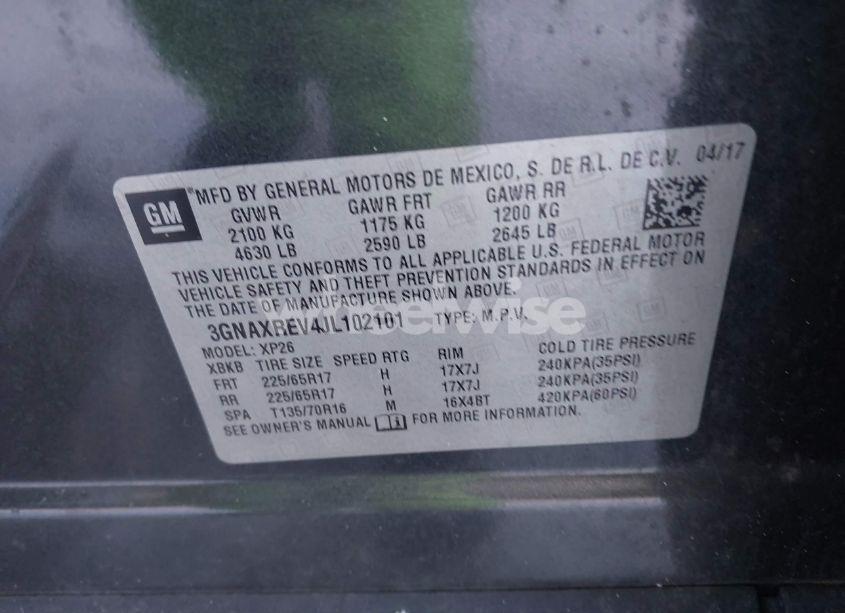 GM
®MFD BY GENERAL MOTORS DE MEXICO, S. DE R.L. DE C.V. 04/17
GVWR GAWR FRT GAWR RR
2100 KG 1175 KG 1200 KG
4630 LB 2590 LB 2645 LB
THIS VEHICLE CONFORMS TO ALL APPLICABLE U.S. FEDERAL MOTOR
VEHICLE SAFETY AND THEFT PREVENTION STANDARDS IN EFFECT ON
THE DATE OF MANUFACTURE SHOWN ABOVE.
3GNAXREV4JL102101 TYPE: M.P.V.
MODEL: XP26
XBKB TIRE SIZE SPEED RTG RIM COLD TIRE PRESSURE
FRT 225/65R17 H 17X7J 240KPA(35PSI)
RR 225/65R17 H 17X7J 240KPA(35PSI)
SPA T135/70R16 M 16X4BT 420KPA(60PSI)
SEE OWNER'S MANUAL FOR MORE INFORMATION.